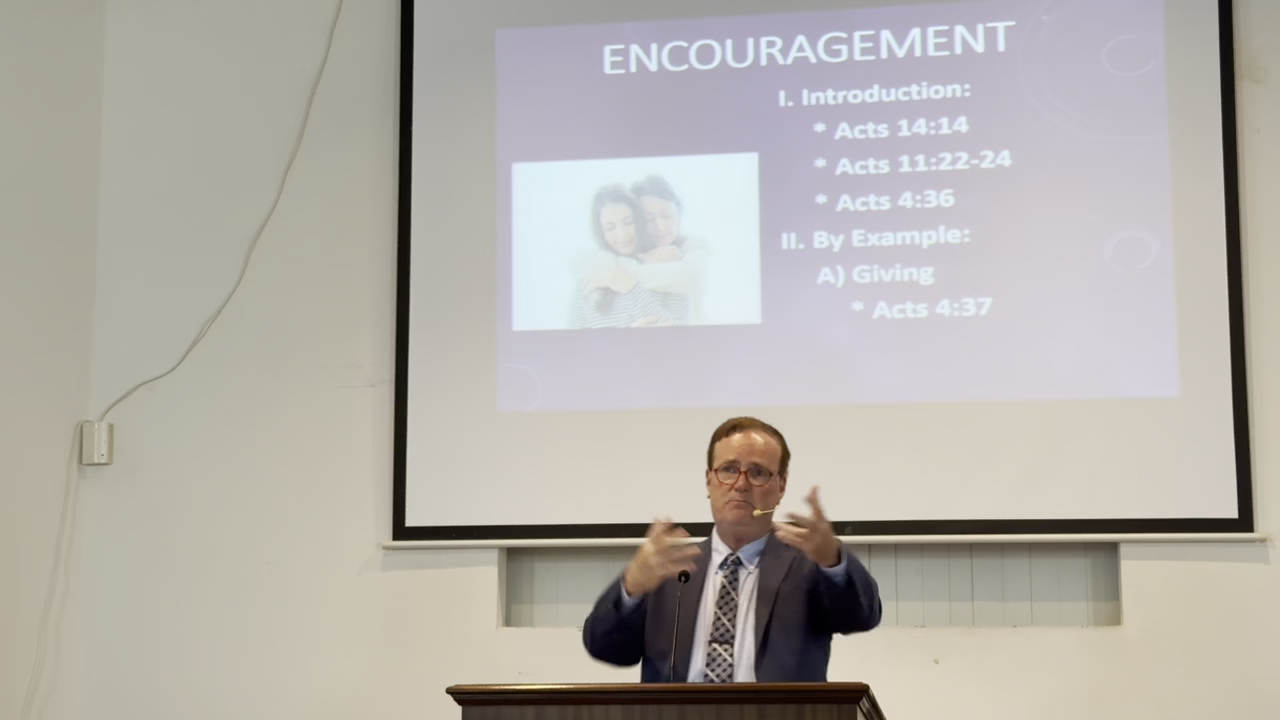 ENCOURAGEMENT
I. Introduction:
* Acts 14:14
* Acts 11:22-24
* Acts 4:36
II. By Example:
A) Giving
* Acts 4:37